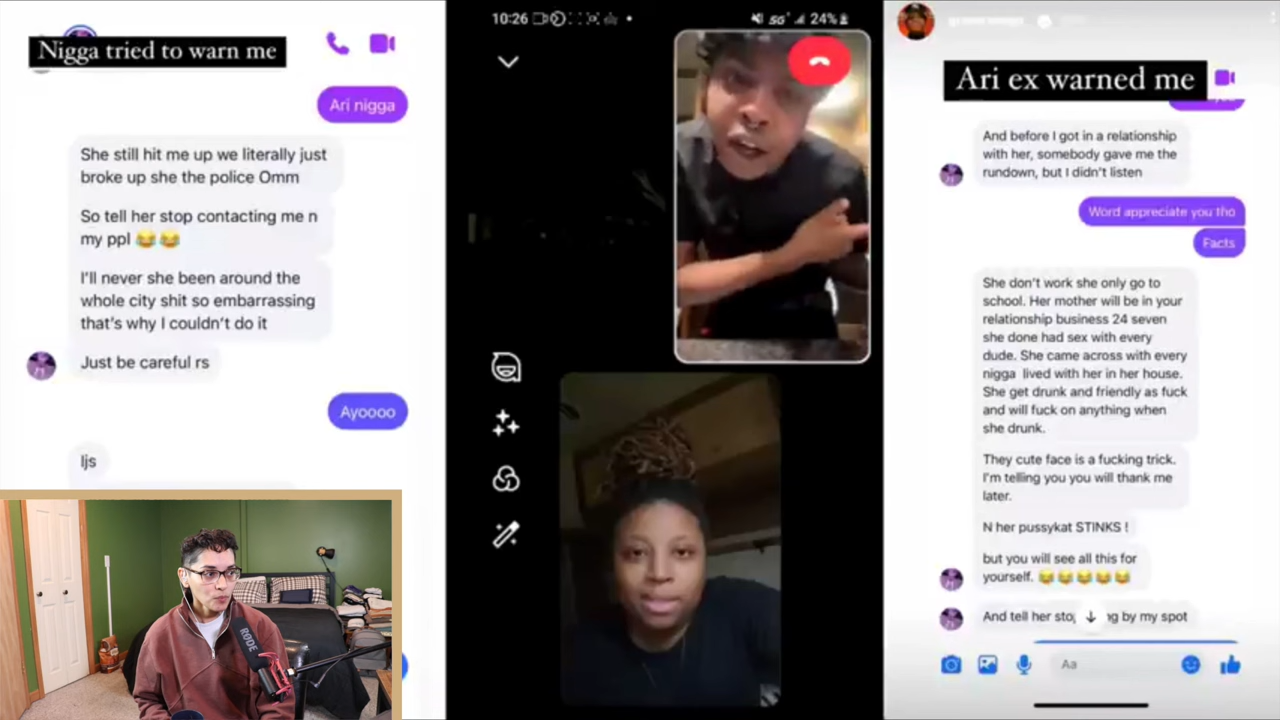 Nigga tried to warn me
Ari nigga
She still hit me up we literally just
broke up she the police Omm
So tell her stop contacting me n
my ppl 😂😂
I'll never she been around the
whole city shit so embarrassing
that's why I couldn't do it
Just be careful rs
Ayoooo
Ijs
RØDE
10:26
5G
24%
Ari ex warned me
And before I got in a relationship
with her, somebody gave me the
rundown, but I didn't listen
Word appreciate you tho
Facts
She don't work she only go to
school. Her mother will be in your
relationship business 24 seven
she done had sex with every
dude. She came across with every
nigga lived with her in her house.
She get drunk and friendly as fuck
and will fuck on anything when
she drunk.
They cute face is a fucking trick.
I'm telling you you will thank me
later.
N her pussykat STINKS !
but you will see all this for
yourself. 😂😂😂😂😂
And tell her by my spot
Aa